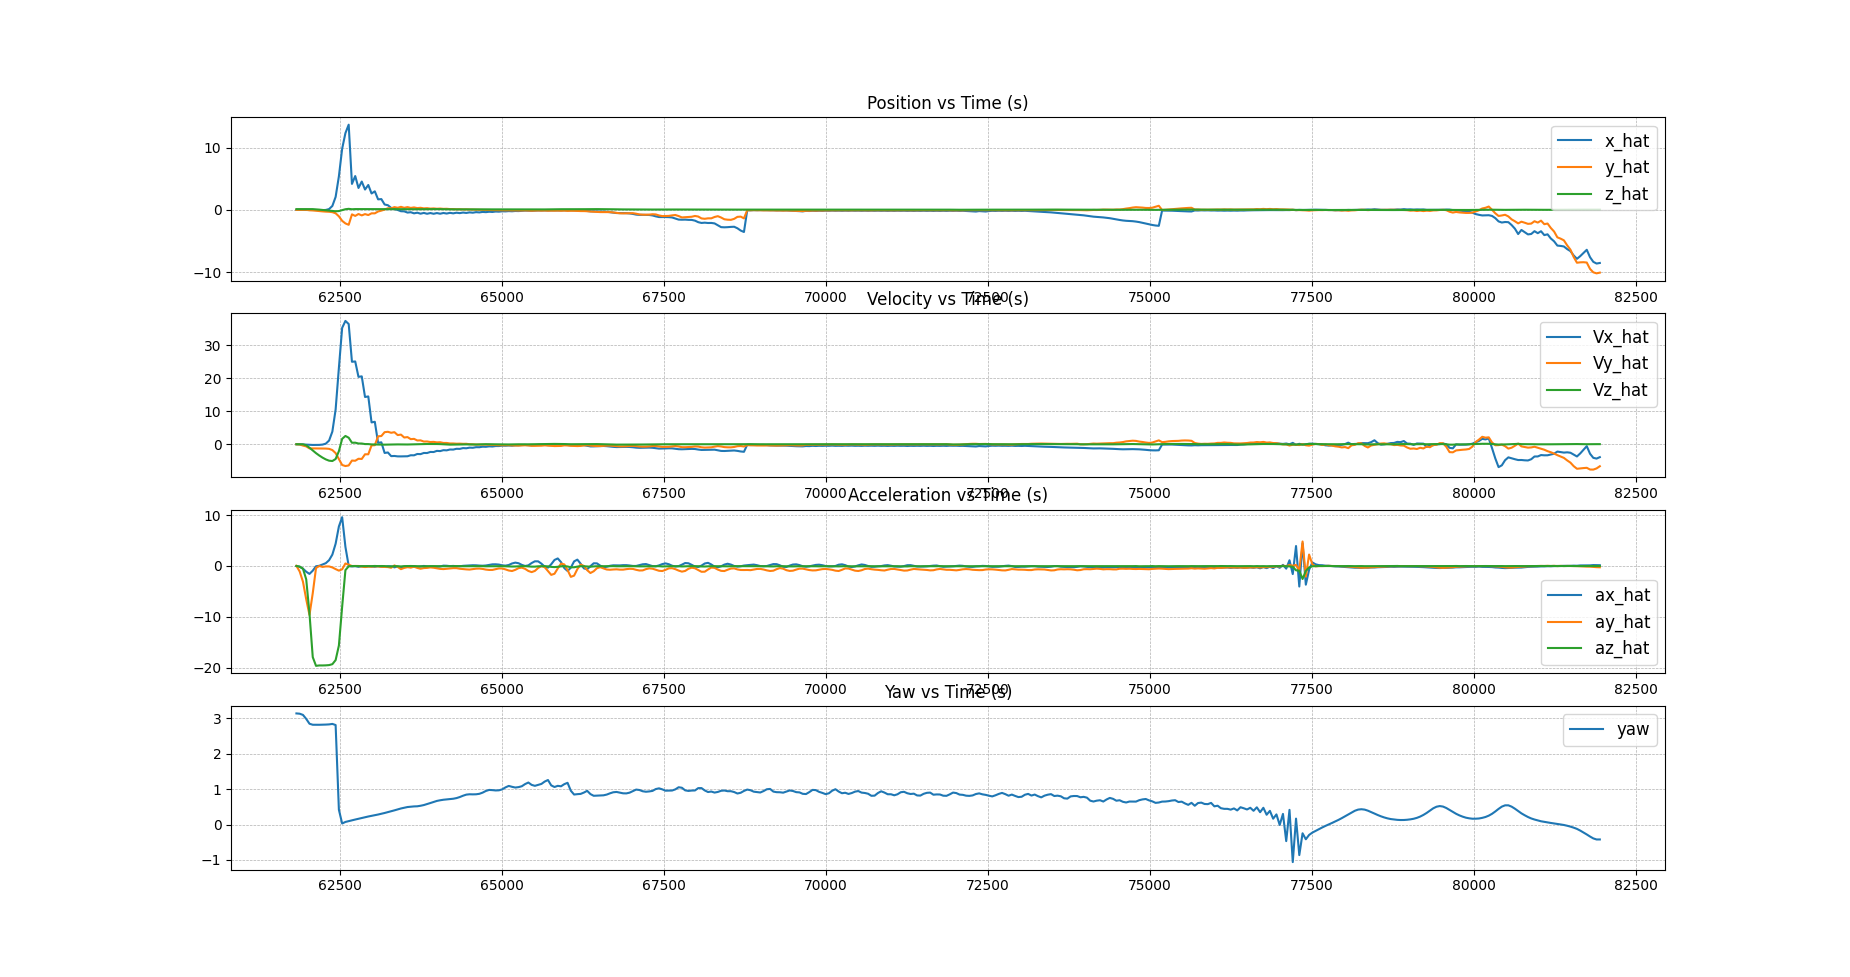 Position vs Time (s)
10
0
−10
x_hat
y_hat
z_hat
62500 65000 67500 70000 72500 75000 77500 80000 82500
Velocity vs Time (s)
30
20
10
0
Vx_hat
Vy_hat
Vz_hat
62500 65000 67500 70000 72500 75000 77500 80000 82500
Acceleration vs Time (s)
10
0
−10
−20
ax_hat
ay_hat
az_hat
62500 65000 67500 70000 72500 75000 77500 80000 82500
Yaw vs Time (s)
3
2
1
0
−1
yaw
62500 65000 67500 70000 72500 75000 77500 80000 82500